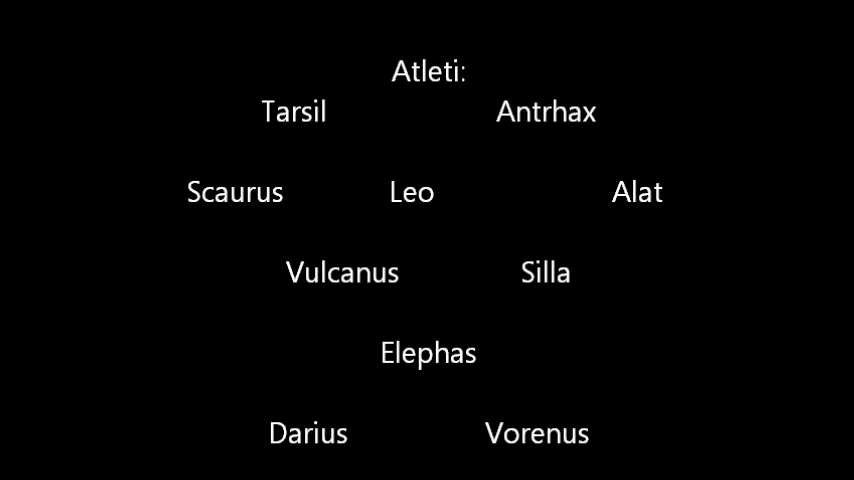 Atleti:
Tarsil Antrhax
Scaurus Leo Alat
Vulcanus Silla
Elephas
Darius Vorenus